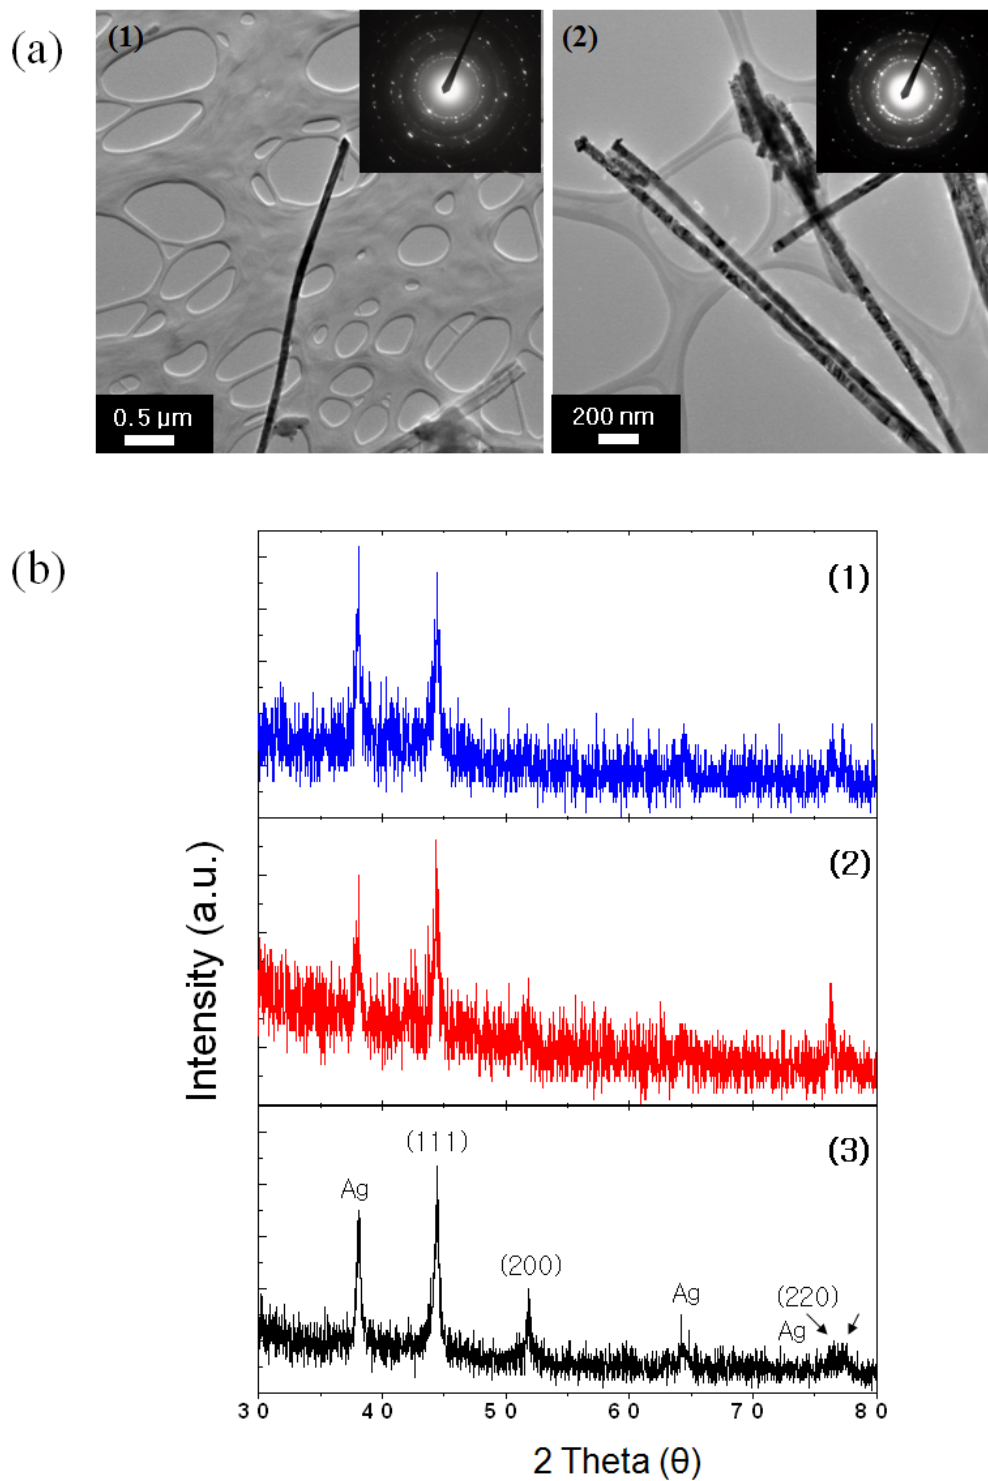 (a)
(1)
(2)
0.5 μm
200 nm
(b)
(1)
(2)
(3)
(111)
Ag
(200)
Ag
(220)
Ag
Intensity (a.u.)
30 40 50 60 70 80
2 Theta (θ)